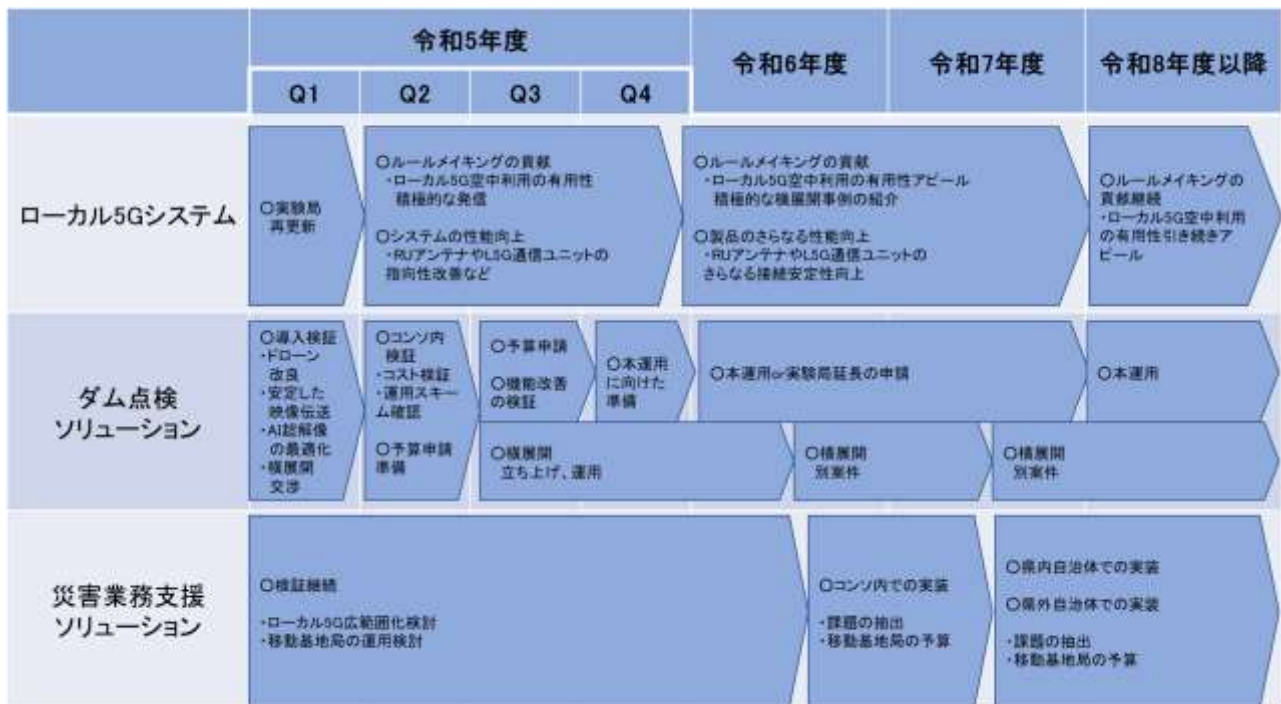 令和5年度
令和6年度
令和7年度
令和8年度以降
Q1
Q2
Q3
Q4
ローカル5Gシステム
〇実験局
再更新
〇ルールメイキングの貢献
・ローカル5G空中利用の有用性
積極的な発信
〇システムの性能向上
・RUアンテナやL5G通信ユニットの
指向性改善など
〇ルールメイキングの貢献
・ローカル5G空中利用の有用性アピール
積極的な横展開事例の紹介
〇製品のさらなる性能向上
・RUアンテナやL5G通信ユニットの
さらなる接続安定性向上
〇ルールメイキングの
貢献継続
・ローカル5G空中利用
の有用性引き続きア
ピール
ダム点検
ソリューション
〇導入検証
・ドローン
改良
・安定した
映像伝送
・AI超解像
の最適化
・横展開
交渉
〇コンソ内
検証
・コスト検証
・運用スキー
ム確認
〇予算申請
準備
〇予算申請
〇機能改善
の検証
〇本運用
に向けた
準備
〇本運用or実験局延長の申請
〇本運用
〇横展開
立ち上げ、運用
〇横展開
別案件
〇横展開
別案件
災害業務支援
ソリューション
〇検証継続
・ローカル5G広範囲化検討
・移動基地局の運用検討
〇コンソ内での実装
・課題の抽出
・移動基地局の予算
〇県内自治体での実装
〇県外自治体での実装
・課題の抽出
・移動基地局の予算